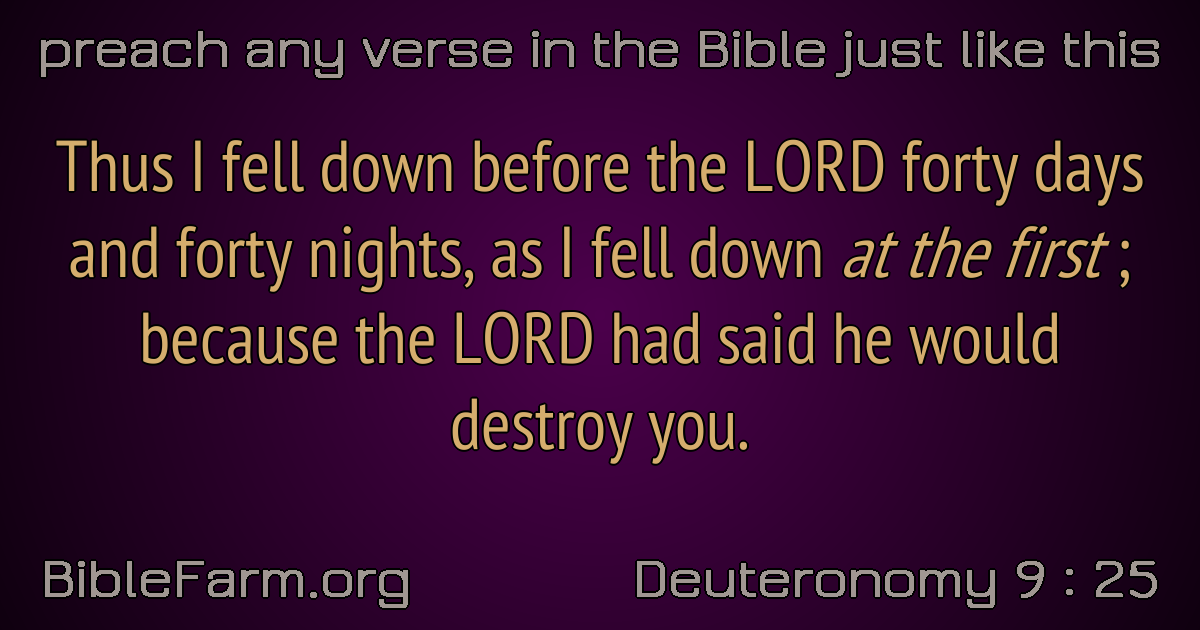 preach any verse in the Bible just like this
Thus I fell down before the LORD forty days
and forty nights, as I fell down at the first ;
because the LORD had said he would
destroy you.
BibleFarm.org
Deuteronomy 9 : 25